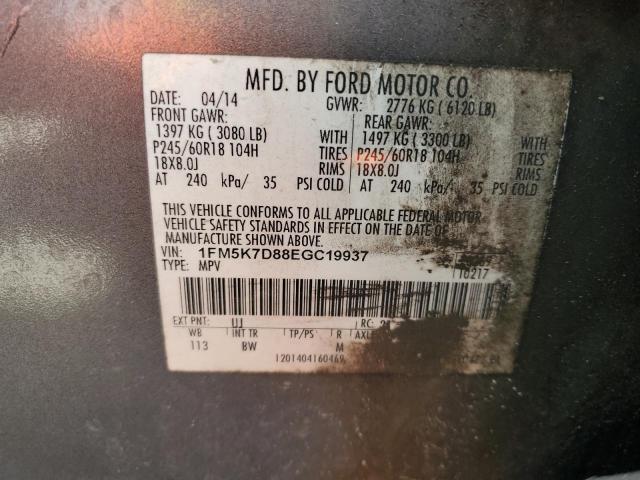 MFD. BY FORD MOTOR CO.
DATE: 04/14 GVWR: 2776 KG ( 6120 LB)
FRONT GAWR: REAR GAWR:
1397 KG ( 3080 LB) WITH 1497 KG ( 3300 LB) WITH
P245/60R18 104H TIRES P245/60R18 104H TIRES
18X8.0J RIMS 18X8.0J RIMS
AT 240 kPa/ 35 PSI COLD AT 240 kPa/ 35 PSI COLD
THIS VEHICLE CONFORMS TO ALL APPLICABLE FEDERAL MOTOR
VEHICLE SAFETY STANDARDS IN EFFECT ON THE DATE OF
MANUFACTURE SHOWN ABOVE.
VIN: 1FM5K7D88EGC19937
TYPE: MPV
EXT PNT: UJ RC:
WB INT TR TP/PS R AXLE
113 BW M